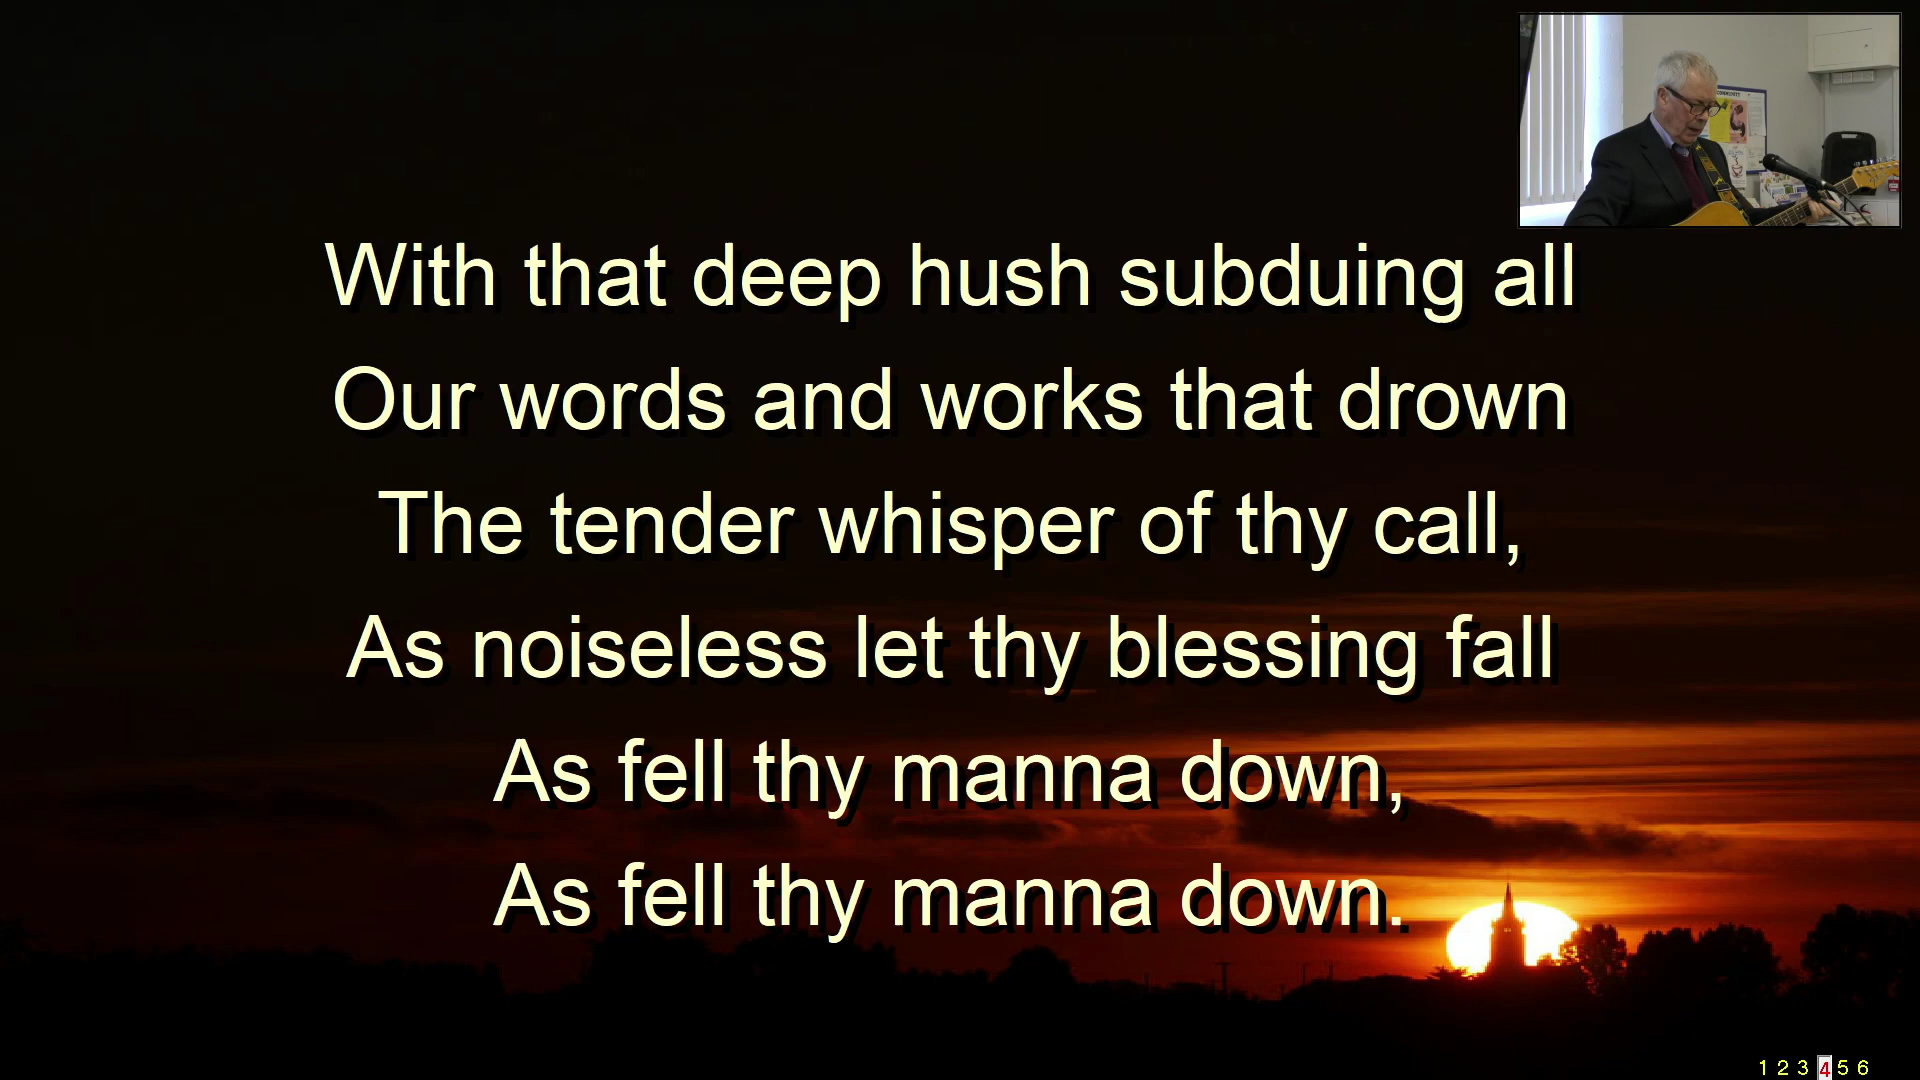 With that deep hush subduing all
Our words and works that drown
The tender whisper of thy call,
As noiseless let thy blessing fall
As fell thy manna down,
As fell thy manna down.
1 2 3 4 5 6